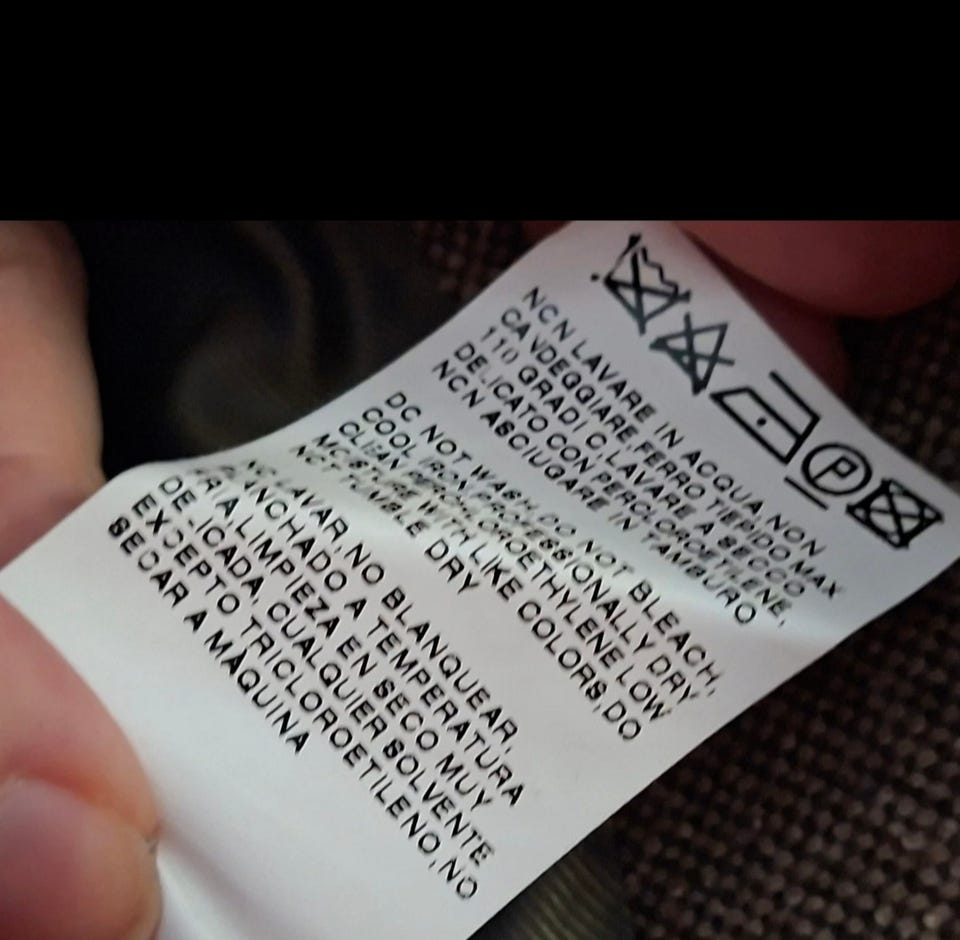 P
NON LAVARE IN ACQUA, NON
CANDEGGIARE, FERRO TIEPIDO MAX
110 GRADI C, LAVARE A SECCO
DELICATO CON PERCLOROETILENE,
NON ASCIUGARE IN TAMBURO
DO NOT WASH, DO NOT BLEACH,
COOL IRON, PROFESSIONALLY DRY
CLEAN PERCHLOROETHYLENE LOW
MOISTURE WITH LIKE COLORS, DO
NOT TUMBLE DRY
NO LAVAR, NO BLANQUEAR,
PLANCHADO A TEMPERATURA
FRIA, LIMPIEZA EN SECO MUY
DELICADA, CUALQUIER SOLVENTE
EXCEPTO TRICLOROETILENO, NO
SECAR A MÁQUINA